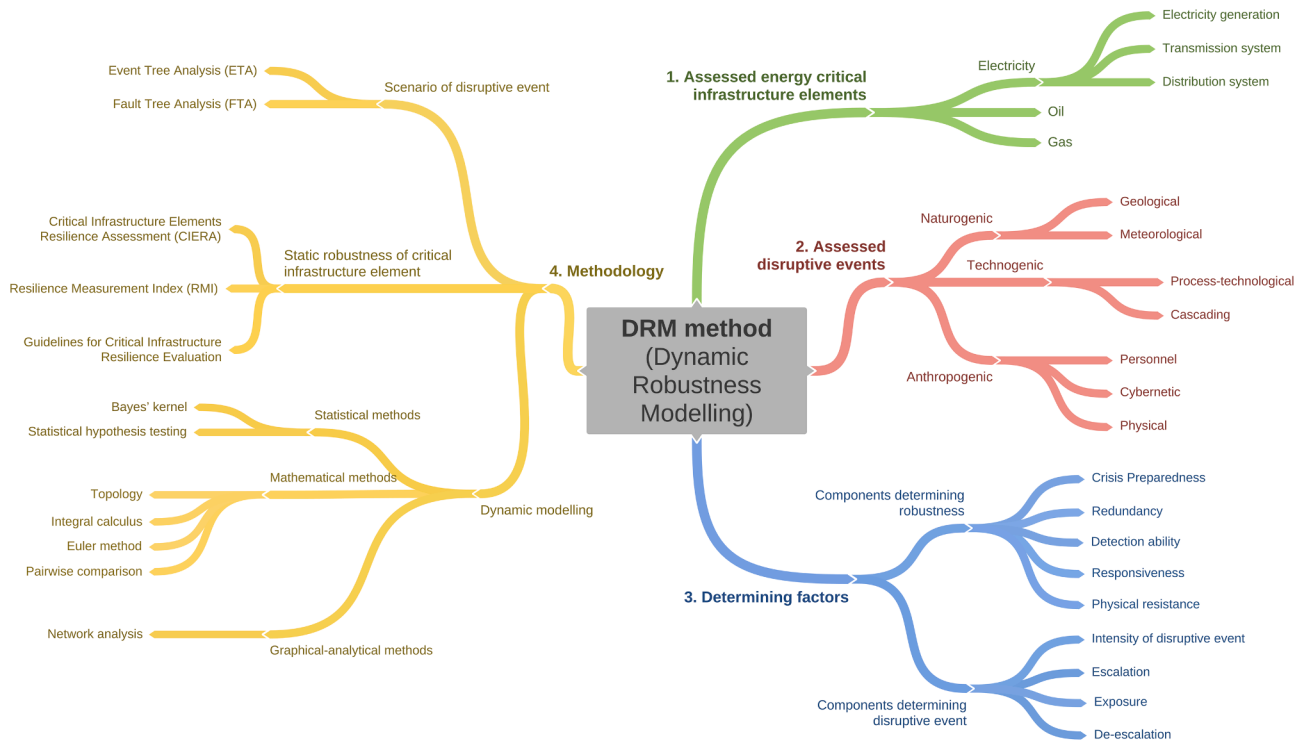 DRM method
(Dynamic
Robustness
Modelling)
1. Assessed energy critical
infrastructure elements
Electricity
Electricity generation
Transmission system
Distribution system
Oil
Gas
2. Assessed
disruptive events
Naturogenic
Geological
Meteorological
Technogenic
Process-technological
Cascading
Anthropogenic
Personnel
Cybernetic
Physical
3. Determining factors
Components determining
robustness
Crisis Preparedness
Redundancy
Detection ability
Responsiveness
Physical resistance
Components determining
disruptive event
Intensity of disruptive event
Escalation
Exposure
De-escalation
4. Methodology
Scenario of disruptive event
Event Tree Analysis (ETA)
Fault Tree Analysis (FTA)
Static robustness of critical
infrastructure element
Critical Infrastructure Elements
Resilience Assessment (CIERA)
Resilience Measurement Index (RMI)
Guidelines for Critical Infrastructure
Resilience Evaluation
Dynamic modelling
Statistical methods
Bayes' kernel
Statistical hypothesis testing
Mathematical methods
Topology
Integral calculus
Euler method
Pairwise comparison
Graphical-analytical methods
Network analysis